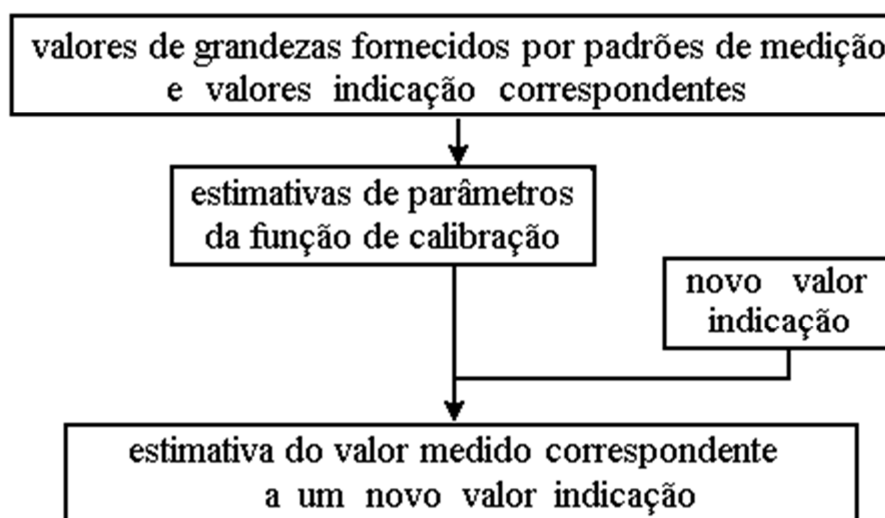 valores de grandezas fornecidos por padrões de medição
e valores indicação correspondentes
estimativas de parâmetros
da função de calibração
novo valor
indicação
estimativa do valor medido correspondente
a um novo valor indicação